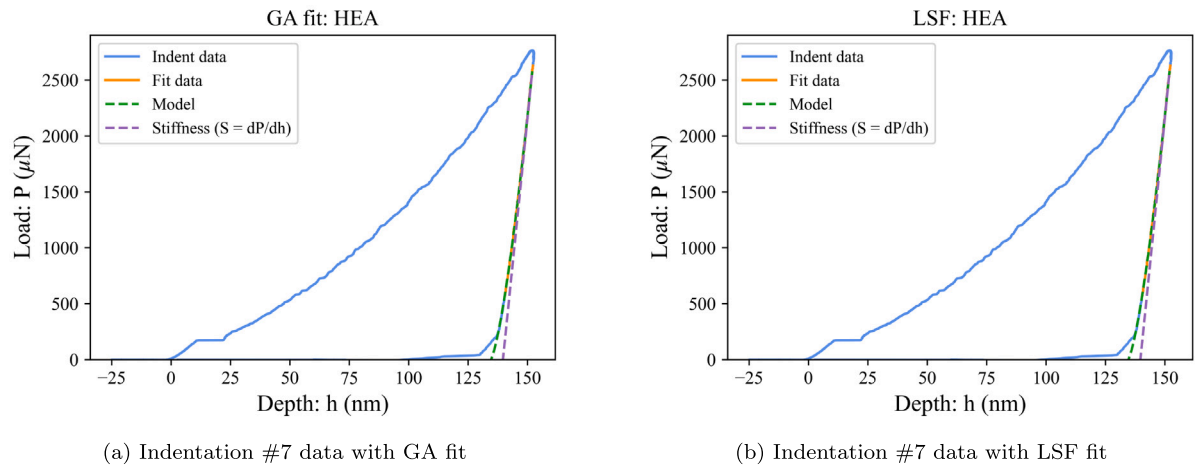 GA fit: HEA
Indent data
Fit data
Model
Stiffness (S = dP/dh)
Load: P (μN)
2500
2000
1500
1000
500
0
−25 0 25 50 75 100 125 150
Depth: h (nm)
(a) Indentation #7 data with GA fit
LSF: HEA
Indent data
Fit data
Model
Stiffness (S = dP/dh)
Load: P (μN)
2500
2000
1500
1000
500
0
−25 0 25 50 75 100 125 150
Depth: h (nm)
(b) Indentation #7 data with LSF fit